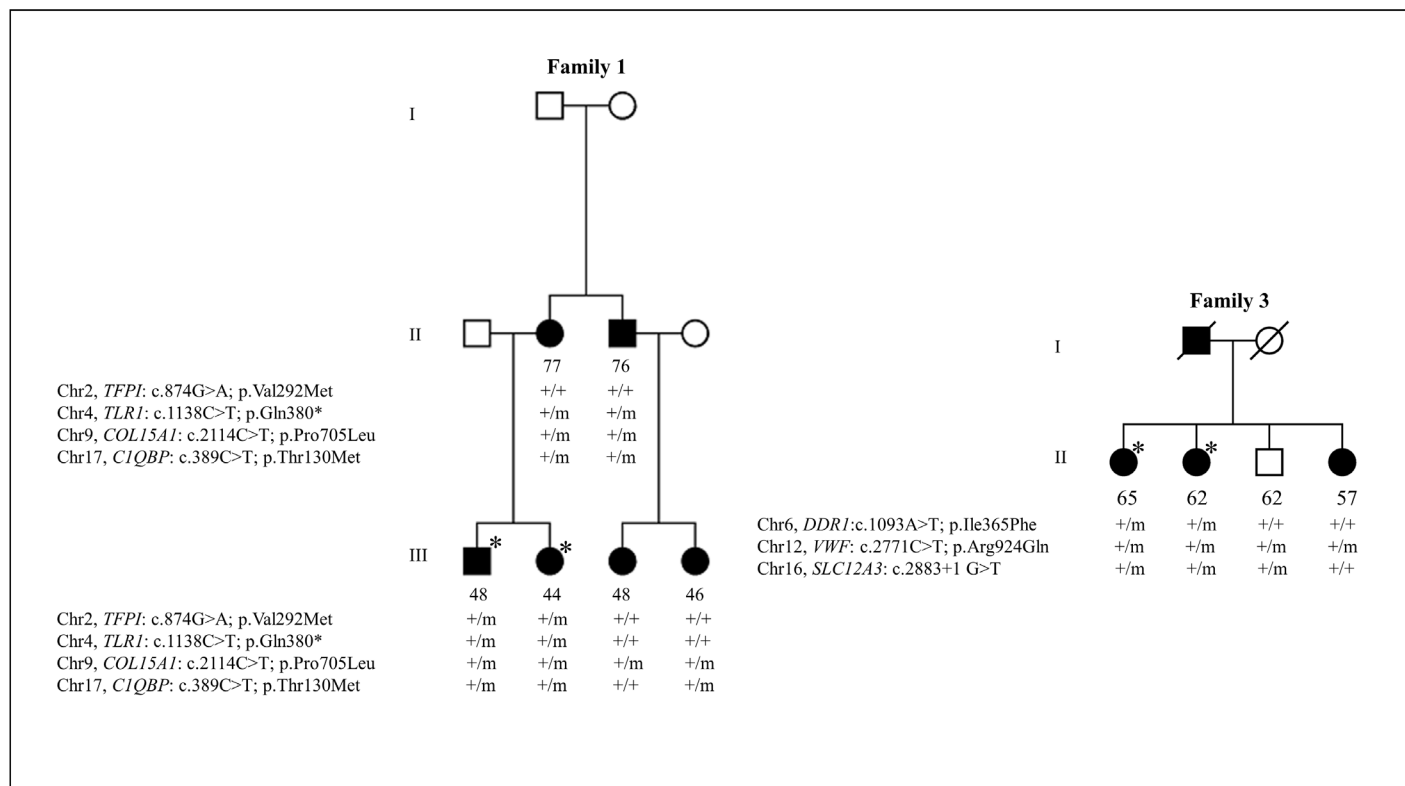 Family 1
I
II
77 76
Chr2, TFPI: c.874G>A; p.Val292Met +/+ +/+
Chr4, TLR1: c.1138C>T; p.Gln380* +/m +/m
Chr9, COL15A1: c.2114C>T; p.Pro705Leu +/m +/m
Chr17, C1QBP: c.389C>T; p.Thr130Met +/m +/m
III * *
48 44 48 46
Chr2, TFPI: c.874G>A; p.Val292Met +/m +/m +/+ +/+
Chr4, TLR1: c.1138C>T; p.Gln380* +/m +/m +/+ +/+
Chr9, COL15A1: c.2114C>T; p.Pro705Leu +/m +/m +/m +/m
Chr17, C1QBP: c.389C>T; p.Thr130Met +/m +/m +/+ +/m
Family 3
I
II * *
65 62 62 57
Chr6, DDR1:c.1093A>T; p.Ile365Phe +/m +/m +/+ +/+
Chr12, VWF: c.2771C>T; p.Arg924Gln +/m +/m +/m +/m
Chr16, SLC12A3: c.2883+1 G>T +/m +/m +/m +/+